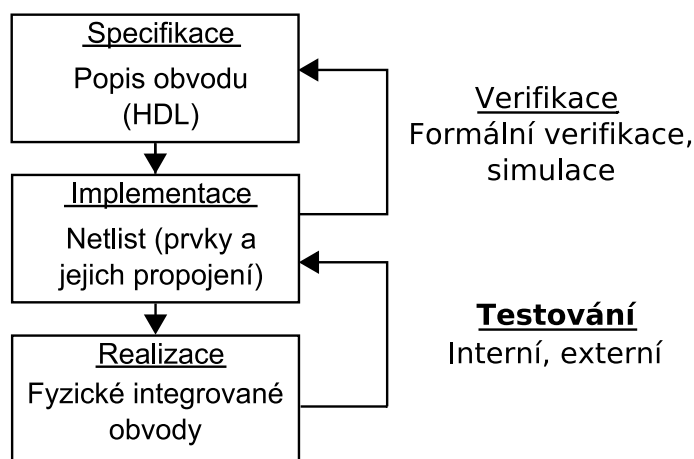 Specifikace
Popis obvodu
(HDL)
Verifikace
Formální verifikace,
simulace
Implementace
Netlist (prvky a
jejich propojení)
Testování
Interní, externí
Realizace
Fyzické integrované
obvody